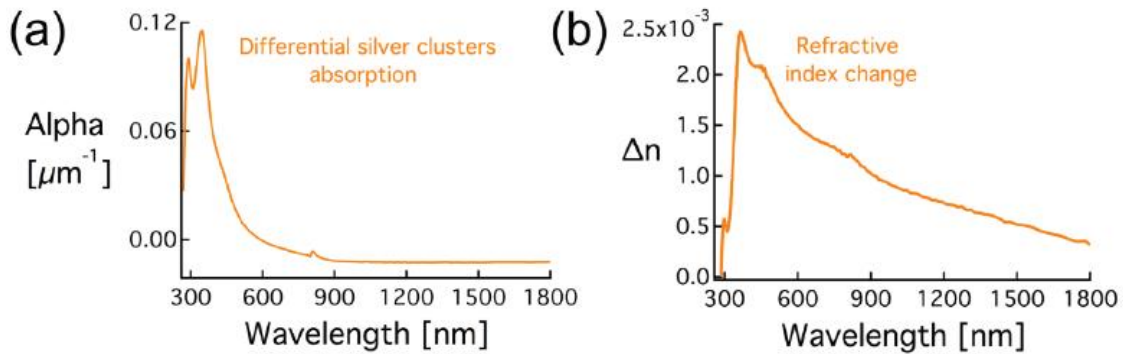 (a)
0.12
0.06
0.00
Alpha
[μm⁻¹]
Differential silver clusters
absorption
300 600 900 1200 1500 1800
Wavelength [nm]
(b)
2.5x10⁻³
2.0
1.5
1.0
0.5
0.0
Δn
Refractive
index change
300 600 900 1200 1500 1800
Wavelength [nm]